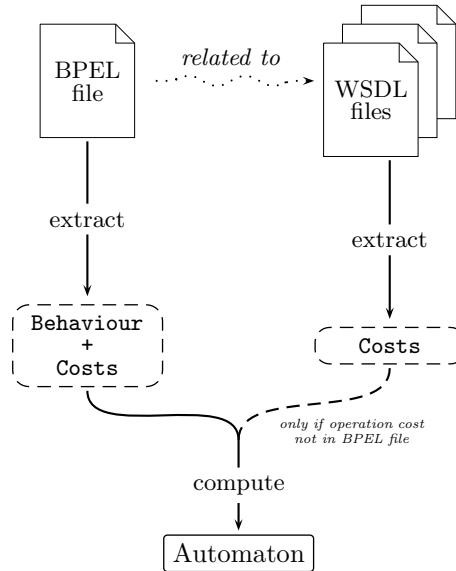 related to
BPEL
file
WSDL
files
extract
extract
Behaviour
+
Costs
Costs
only if operation cost
not in BPEL file
compute
Automaton